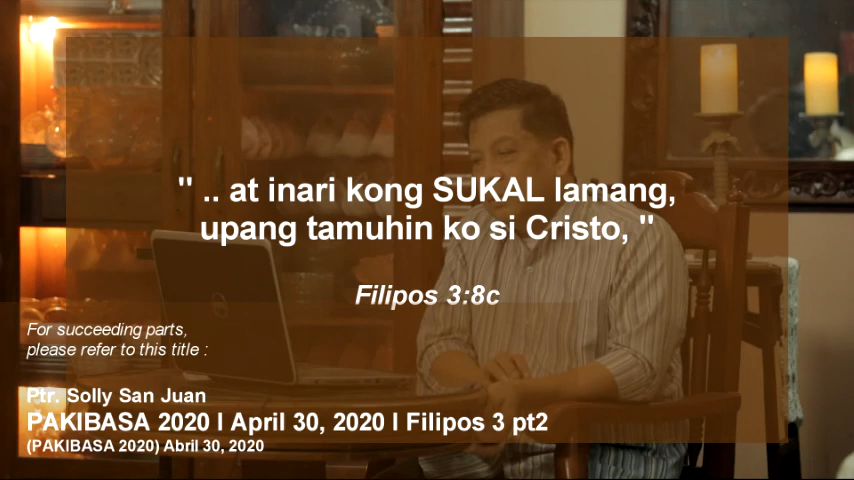 " .. at inari kong SUKAL lamang,
upang tamuhin ko si Cristo, "
Filipos 3:8c
For succeeding parts,
please refer to this title :
Ptr. Solly San Juan
PAKIBASA 2020 I April 30, 2020 I Filipos 3 pt2
(PAKIBASA 2020) Abril 30, 2020